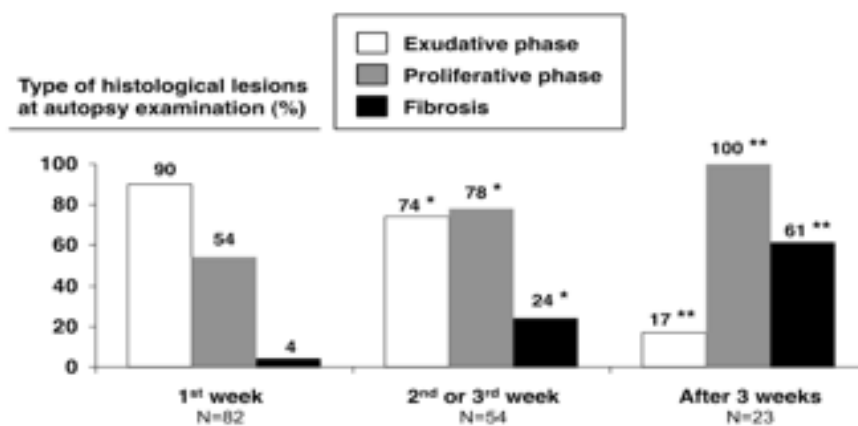 Exudative phase
Proliferative phase
Fibrosis
Type of histological lesions
at autopsy examination (%)
100
80
60
40
20
0
90
54
4
74 *
78 *
24 *
17 **
100 **
61 **
1st week
2nd or 3rd week
After 3 weeks
N=82
N=54
N=23